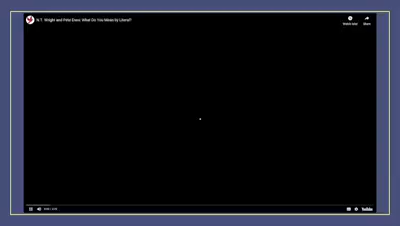 N.T. Wright and Pete Enns: What Do You Mean by Literal?
Watch later
Share
YouTube